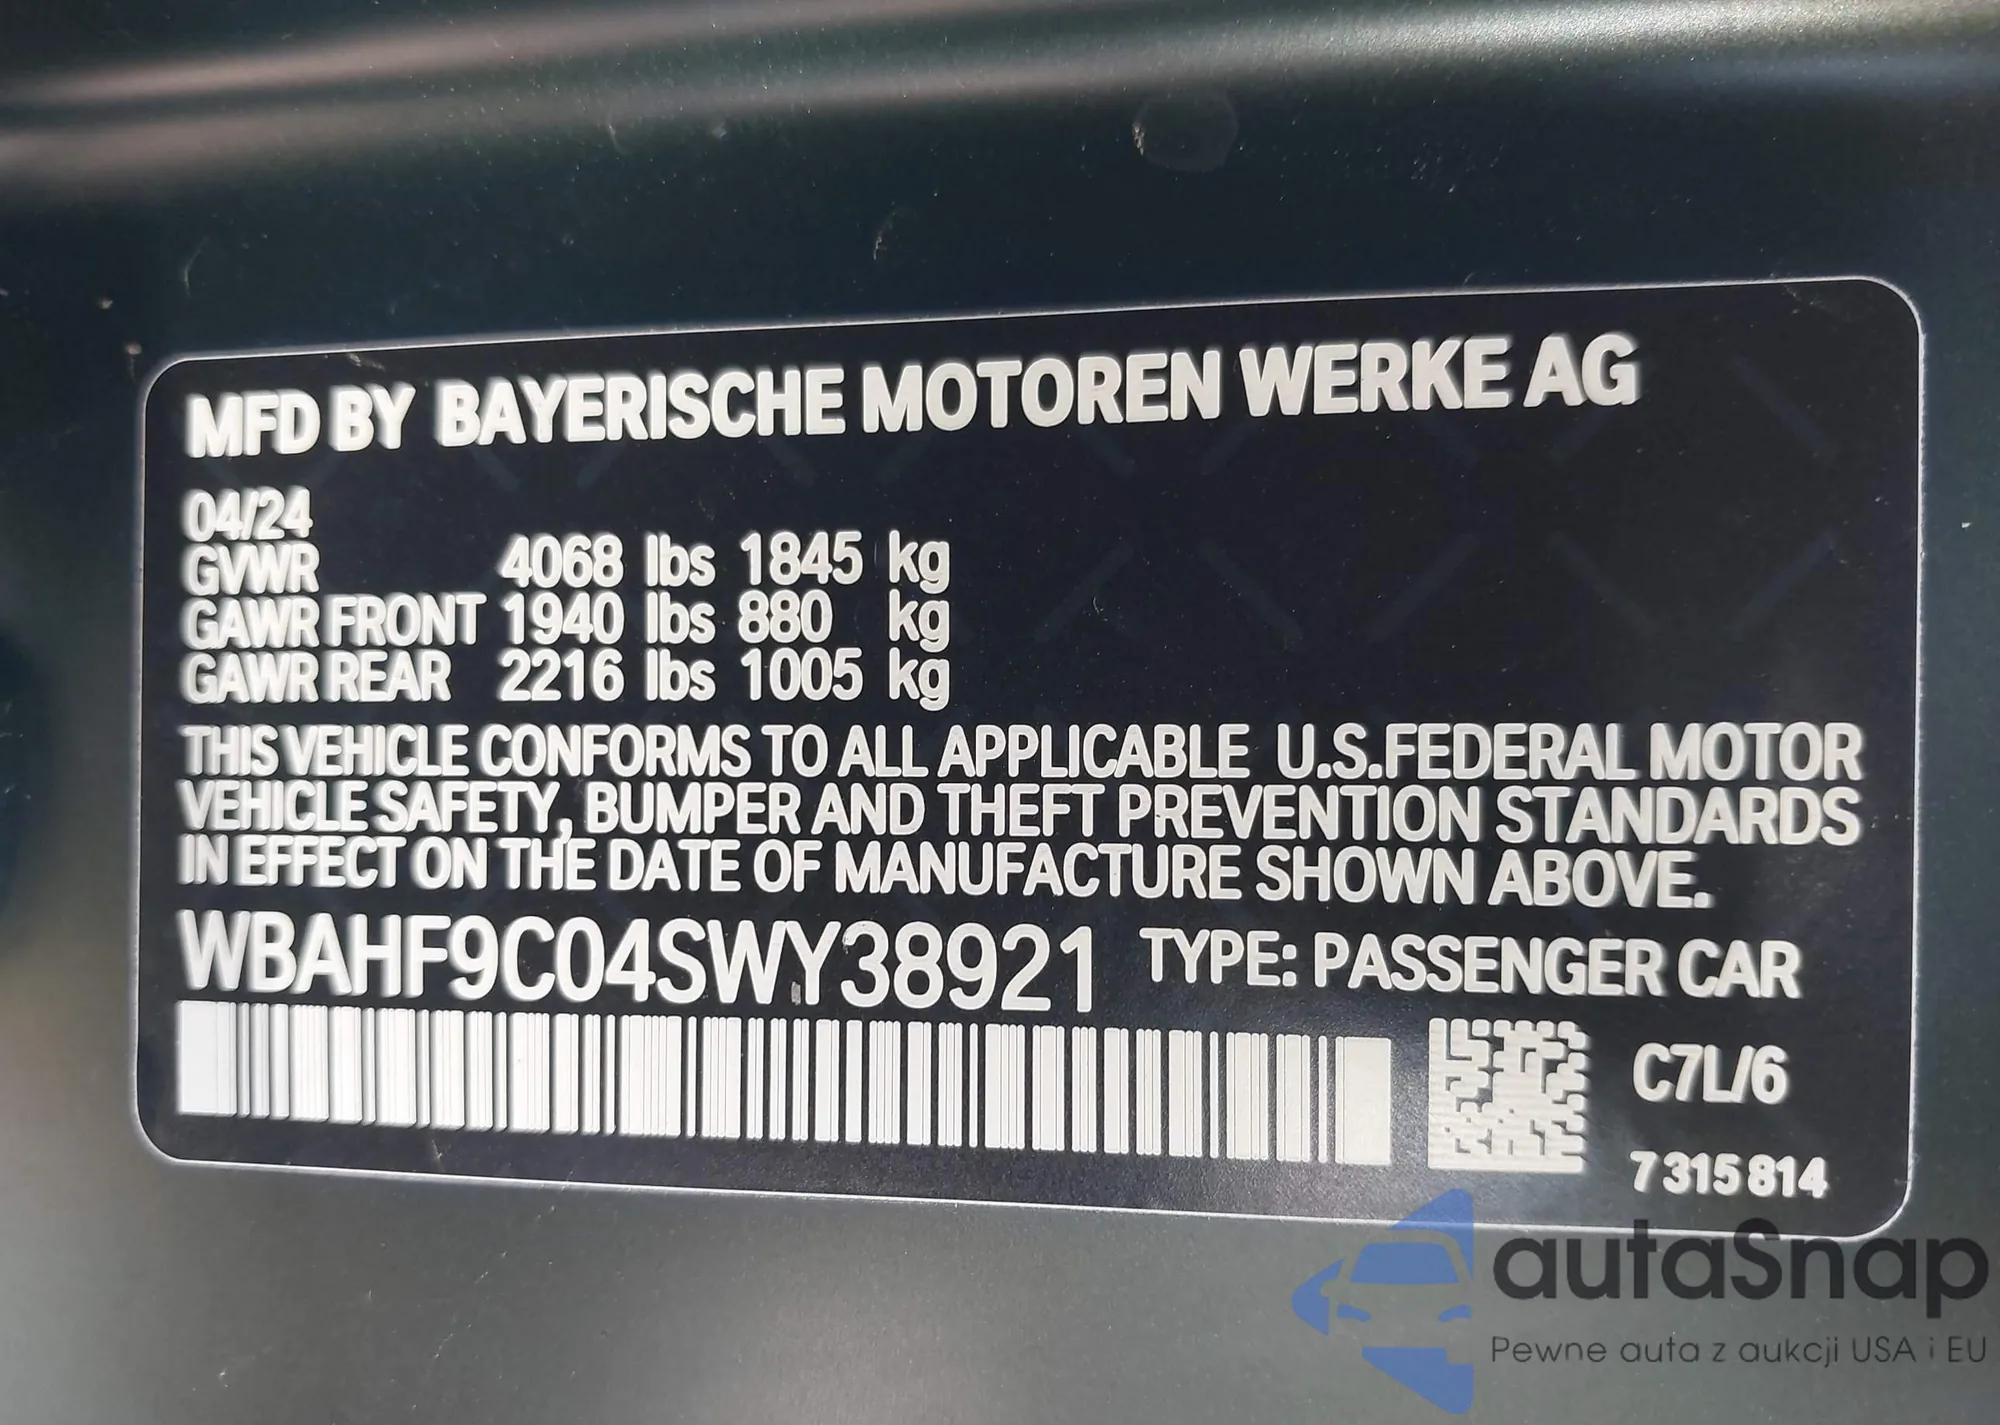 MFD BY BAYERISCHE MOTOREN WERKE AG
04/24
GVWR 4068 lbs 1845 kg
GAWR FRONT 1940 lbs 880 kg
GAWR REAR 2216 lbs 1005 kg
THIS VEHICLE CONFORMS TO ALL APPLICABLE U.S.FEDERAL MOTOR
VEHICLE SAFETY, BUMPER AND THEFT PREVENTION STANDARDS
IN EFFECT ON THE DATE OF MANUFACTURE SHOWN ABOVE.
WBAHF9C04SWY38921 TYPE: PASSENGER CAR
C7L/6
7 315 814
autaSnap
Pewne auta z aukcji USA i EU